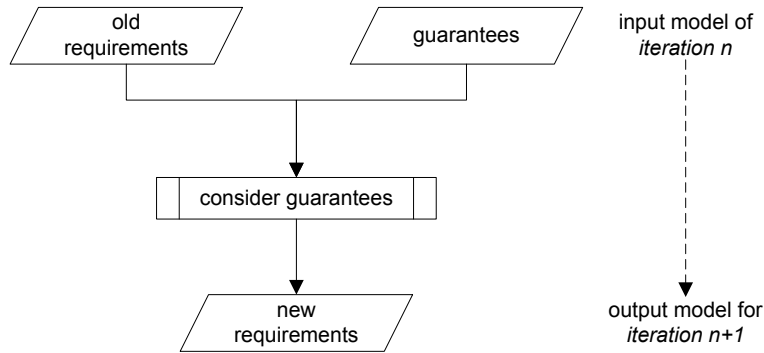 old
requirements
guarantees
input model of
iteration n
consider guarantees
new
requirements
output model for
iteration n+1